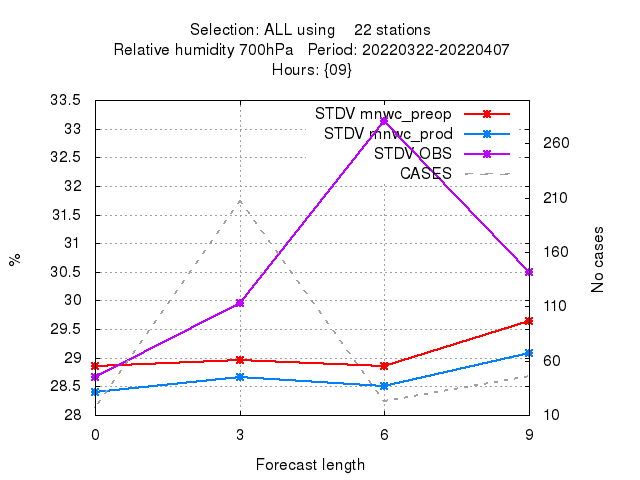 Selection: ALL using 22 stations
Relative humidity 700hPa Period: 20220322-20220407
Hours: {09}
STDV mnwc_preop
STDV mnwc_prod
STDV OBS
CASES
33.5
33
32.5
32
31.5
31
30.5
30
29.5
29
28.5
28
%
260
210
160
110
60
10
No cases
0 3 6 9
Forecast length